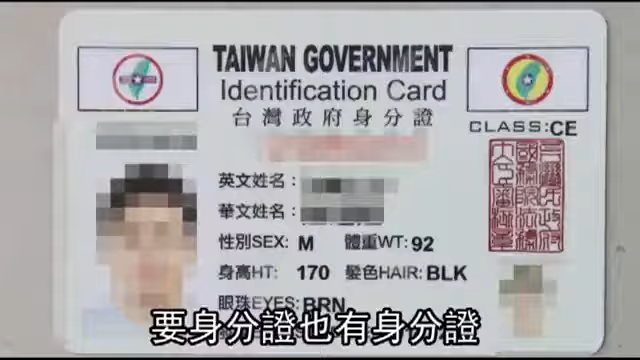 TAIWAN GOVERNMENT
Identification Card
台灣政府身分證
CLASS:CE
英文姓名：
華文姓名：
性別SEX: M 體重WT: 92
身高HT: 170 髮色HAIR: BLK
眼珠EYES: BRN
要身分證也有身分證